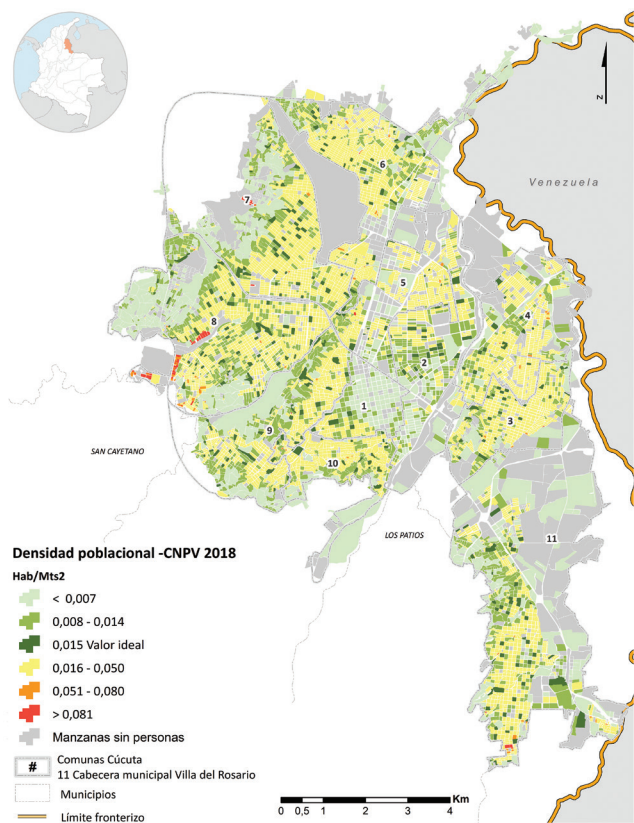 N
Venezuela
6
7
5
4
8
2
1
3
9
10
SAN CAYETANO
LOS PATIOS
11
Densidad poblacional -CNPV 2018
Hab/Mts2
< 0,007
0,008 - 0,014
0,015 Valor ideal
0,016 - 0,050
0,051 - 0,080
> 0,081
Manzanas sin personas
# Comunas Cúcuta
11 Cabecera municipal Villa del Rosario
Municipios
Límite fronterizo
Km
0 0,5 1 2 3 4